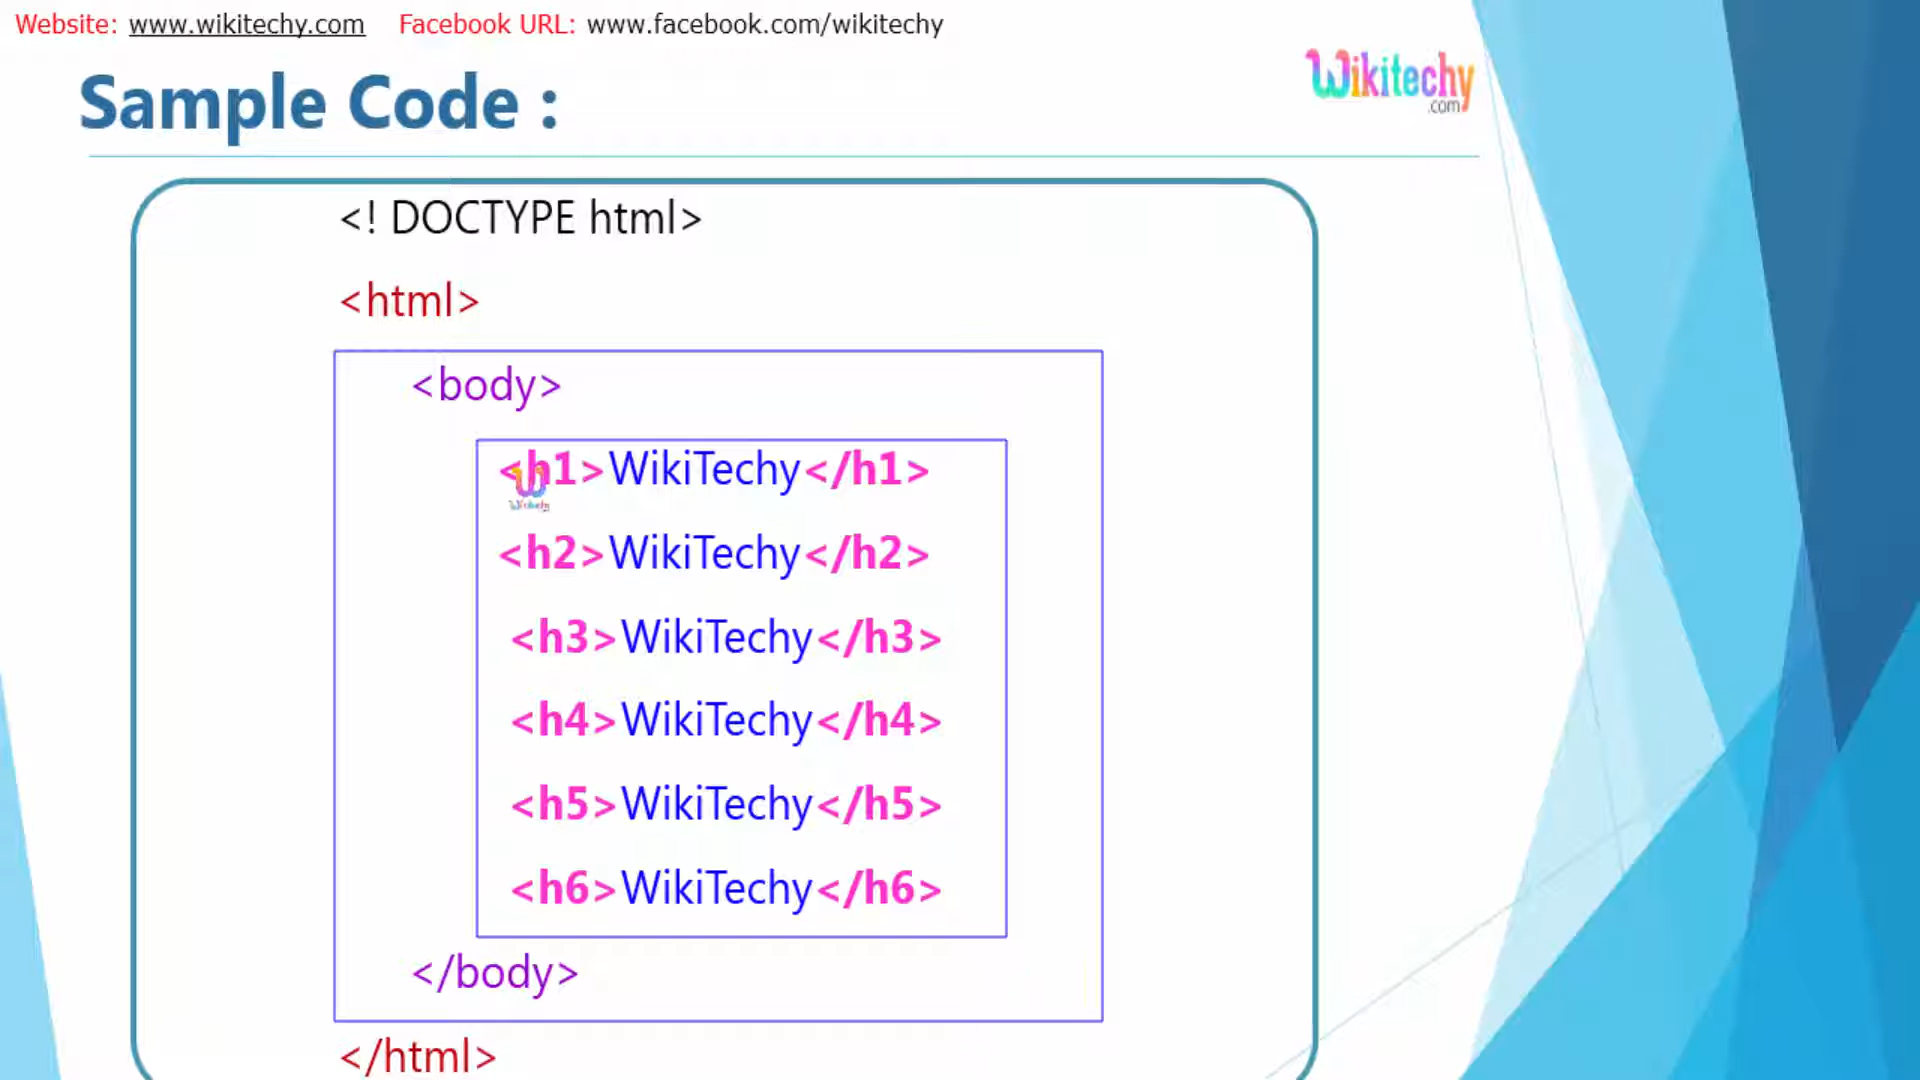 Website: www.wikitechy.com Facebook URL: www.facebook.com/wikitechy
Wikitechy
.com
Sample Code :
<! DOCTYPE html>
<html>
<body>
<h1>WikiTechy</h1>
Wikitechy
<h2>WikiTechy</h2>
<h3>WikiTechy</h3>
<h4>WikiTechy</h4>
<h5>WikiTechy</h5>
<h6>WikiTechy</h6>
</body>
</html>